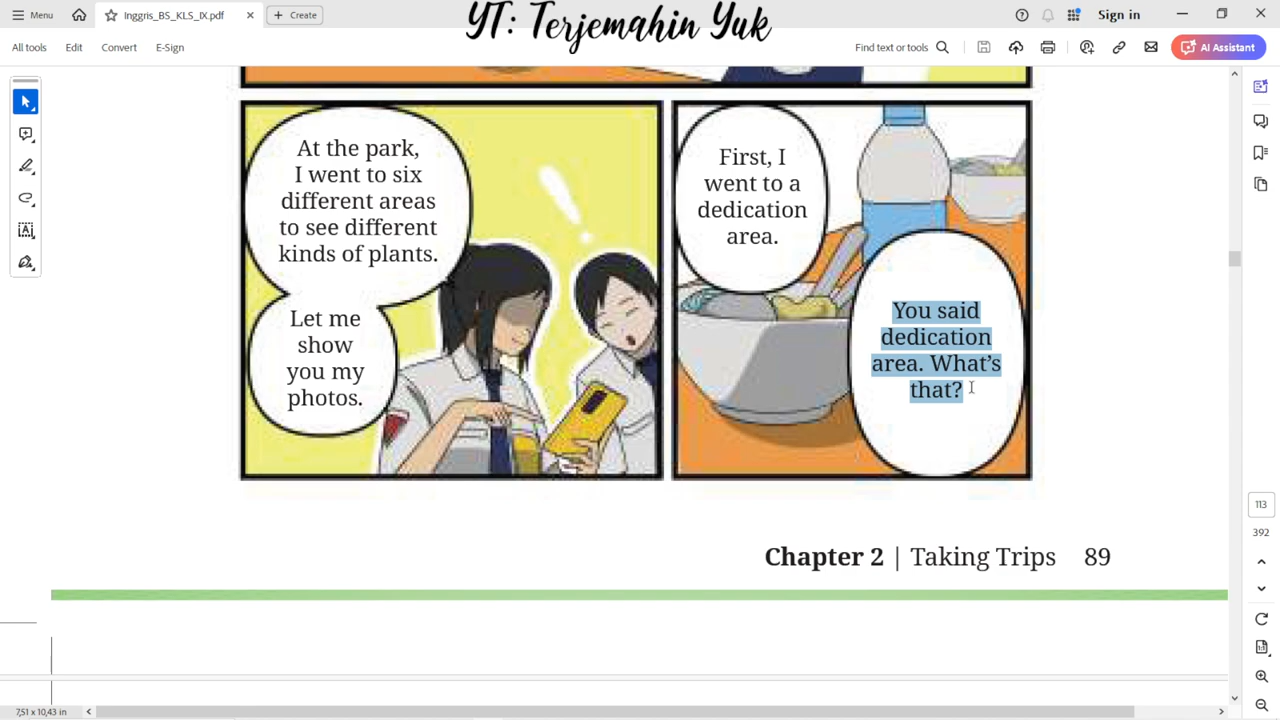 Menu
Inggris_BS_KLS_IX.pdf
Create
YT: Terjemahin Yuk
Sign in
All tools
Edit
Convert
E-Sign
Find text or tools
AI Assistant
At the park,
I went to six
different areas
to see different
kinds of plants.
Let me
show
you my
photos.
First, I
went to a
dedication
area.
You said
dedication
area. What's
that?
Chapter 2 | Taking Trips 89
113
392
7,51 x 10,43 in